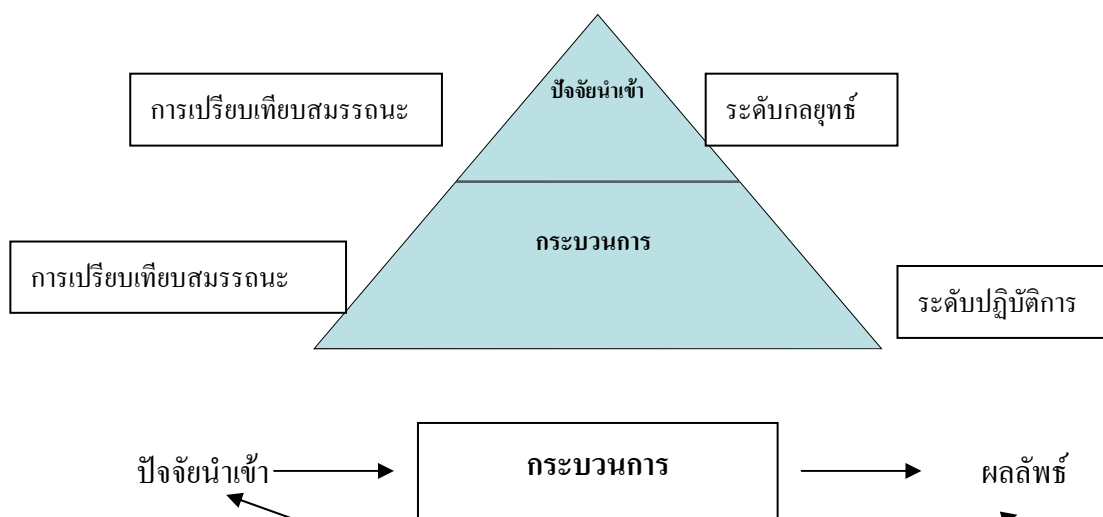 ปัจจัยนำเข้า
การเปรียบเทียบสมรรถนะ
ระดับกลยุทธ์
กระบวนการ
การเปรียบเทียบสมรรถนะ
ระดับปฏิบัติการ
ปัจจัยนำเข้า
กระบวนการ
ผลลัพธ์